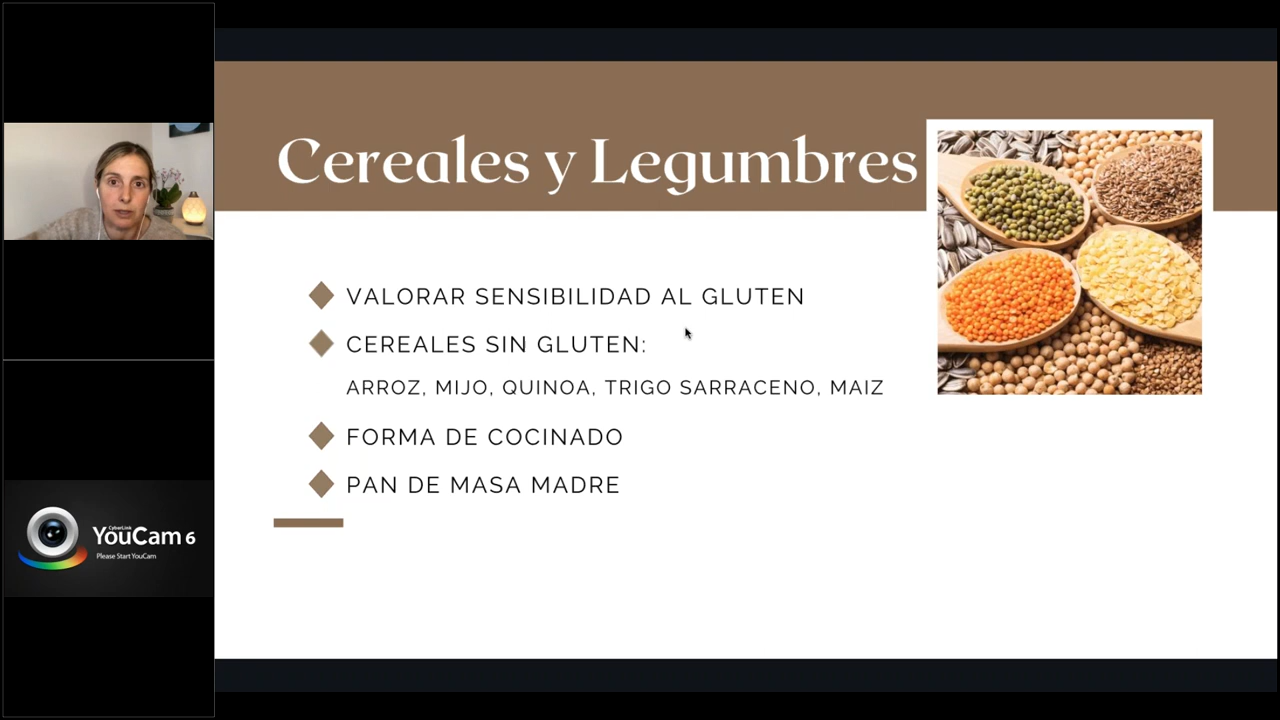 Cereales y Legumbres
VALORAR SENSIBILIDAD AL GLUTEN
CEREALES SIN GLUTEN:
ARROZ, MIJO, QUINOA, TRIGO SARRACENO, MAIZ
FORMA DE COCINADO
PAN DE MASA MADRE
CyberLink
YouCam 6
Please Start YouCam